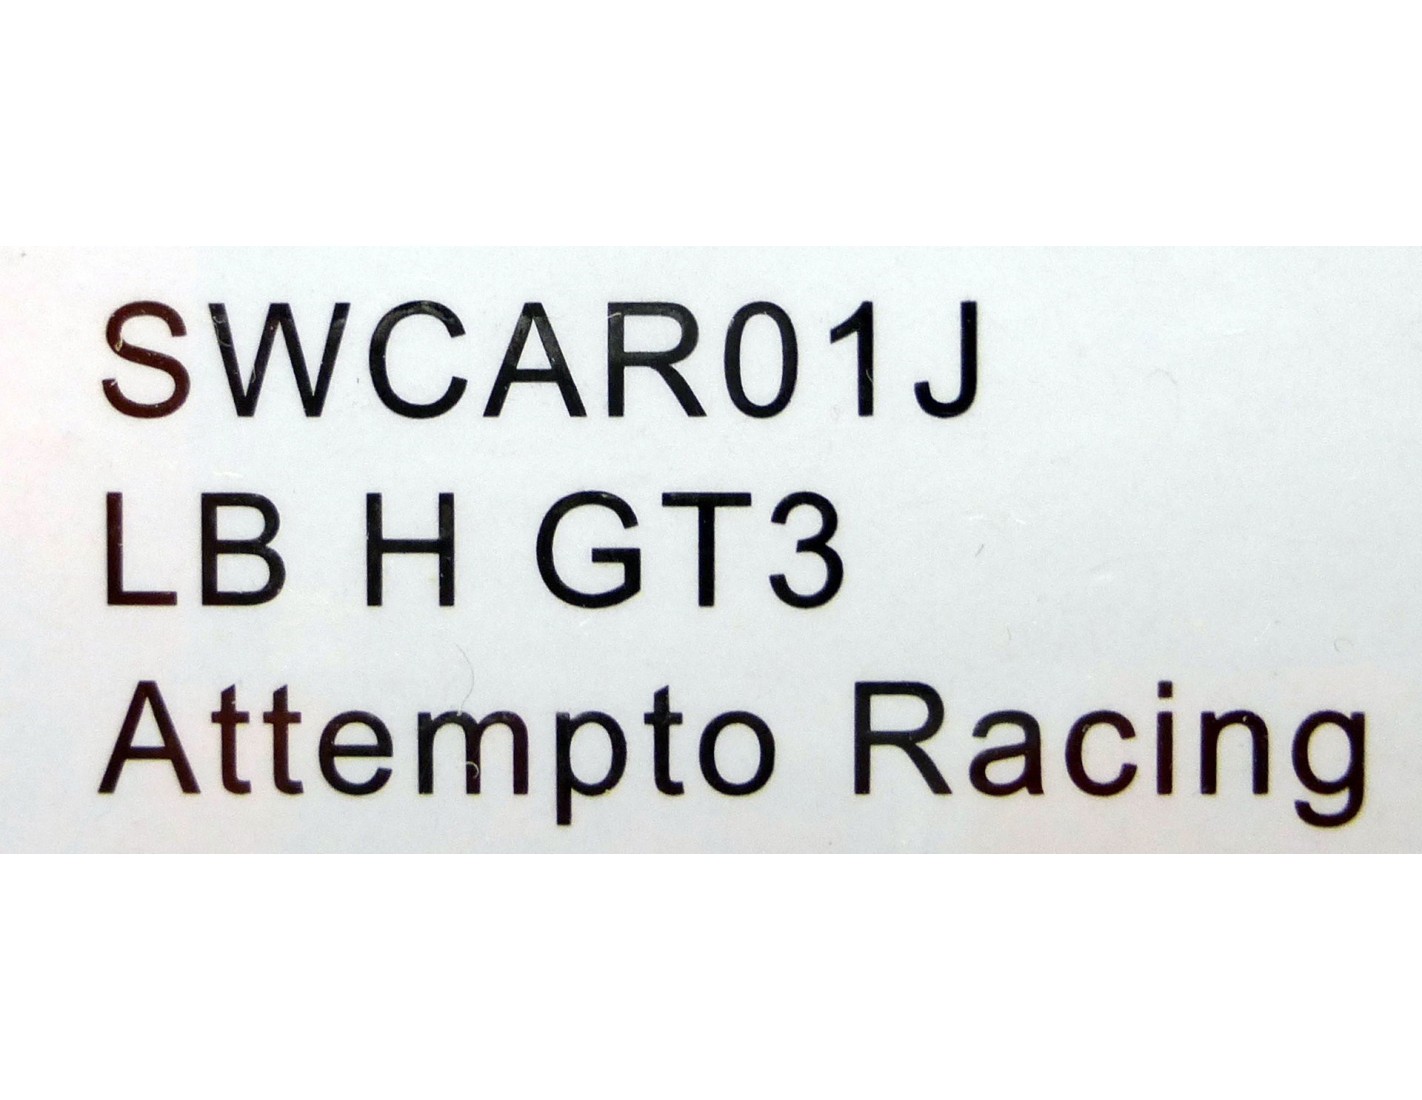 SWCAR01J
LB H GT3
Attempto Racing